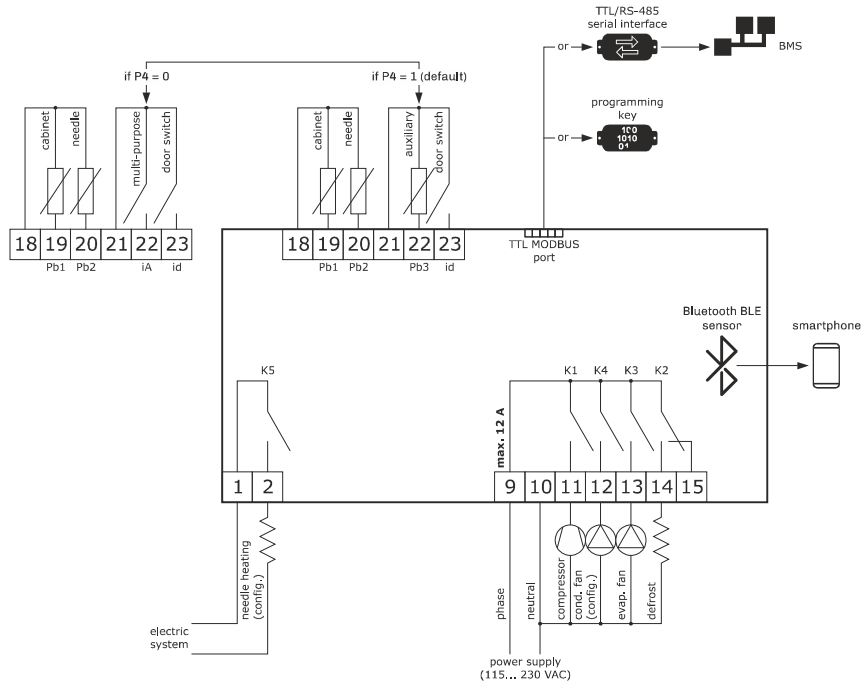 TTL/RS-485
serial interface
or
BMS
if P4 = 0
if P4 = 1 (default)
programming
key
100
1010
01
or
cabinet
needle
multi-purpose
door switch
cabinet
needle
auxiliary
door switch
18 19 20 21 22 23
Pb1 Pb2 iA id
18 19 20 21 22 23
Pb1 Pb2 Pb3 id
TTL MODBUS
port
Bluetooth BLE
sensor
smartphone
K5
K1 K4 K3 K2
max. 12 A
1 2
9 10 11 12 13 14 15
needle heating
(config.)
phase
neutral
compressor
cond. fan
(config.)
evap. fan
defrost
electric
system
power supply
(115... 230 VAC)